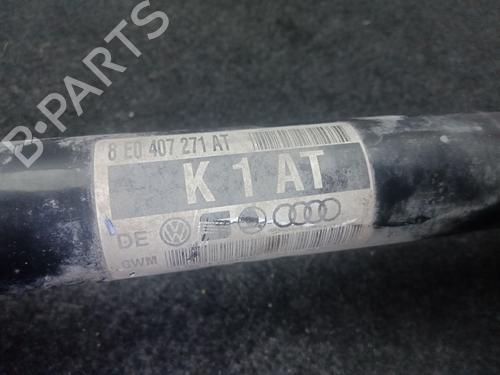 B-PARTS
8 E0 407 271 AT
K 1 AT
DE
GWM